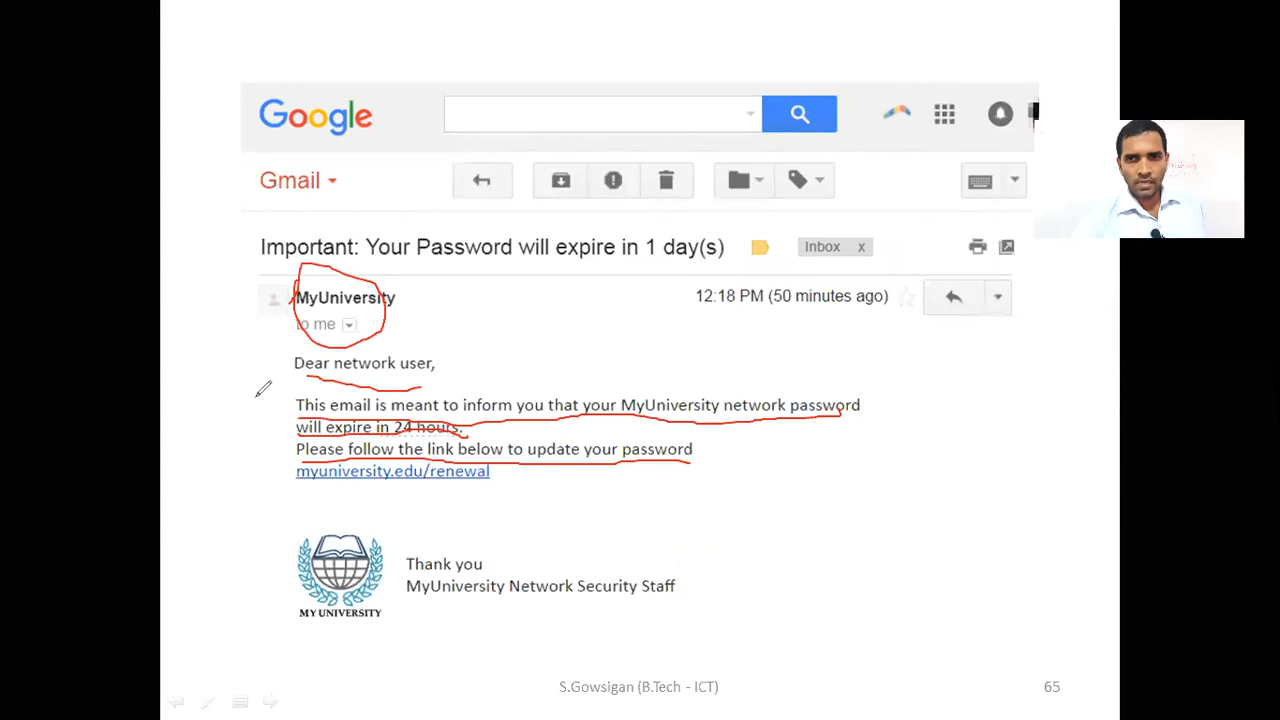 Google
Gmail
Important: Your Password will expire in 1 day(s)
Inbox x
MyUniversity
12:18 PM (50 minutes ago)
to me
Dear network user,
This email is meant to inform you that your MyUniversity network password
will expire in 24 hours.
Please follow the link below to update your password
myuniversity.edu/renewal
Thank you
MyUniversity Network Security Staff
MY UNIVERSITY
S.Gowsigan (B.Tech - ICT)
65